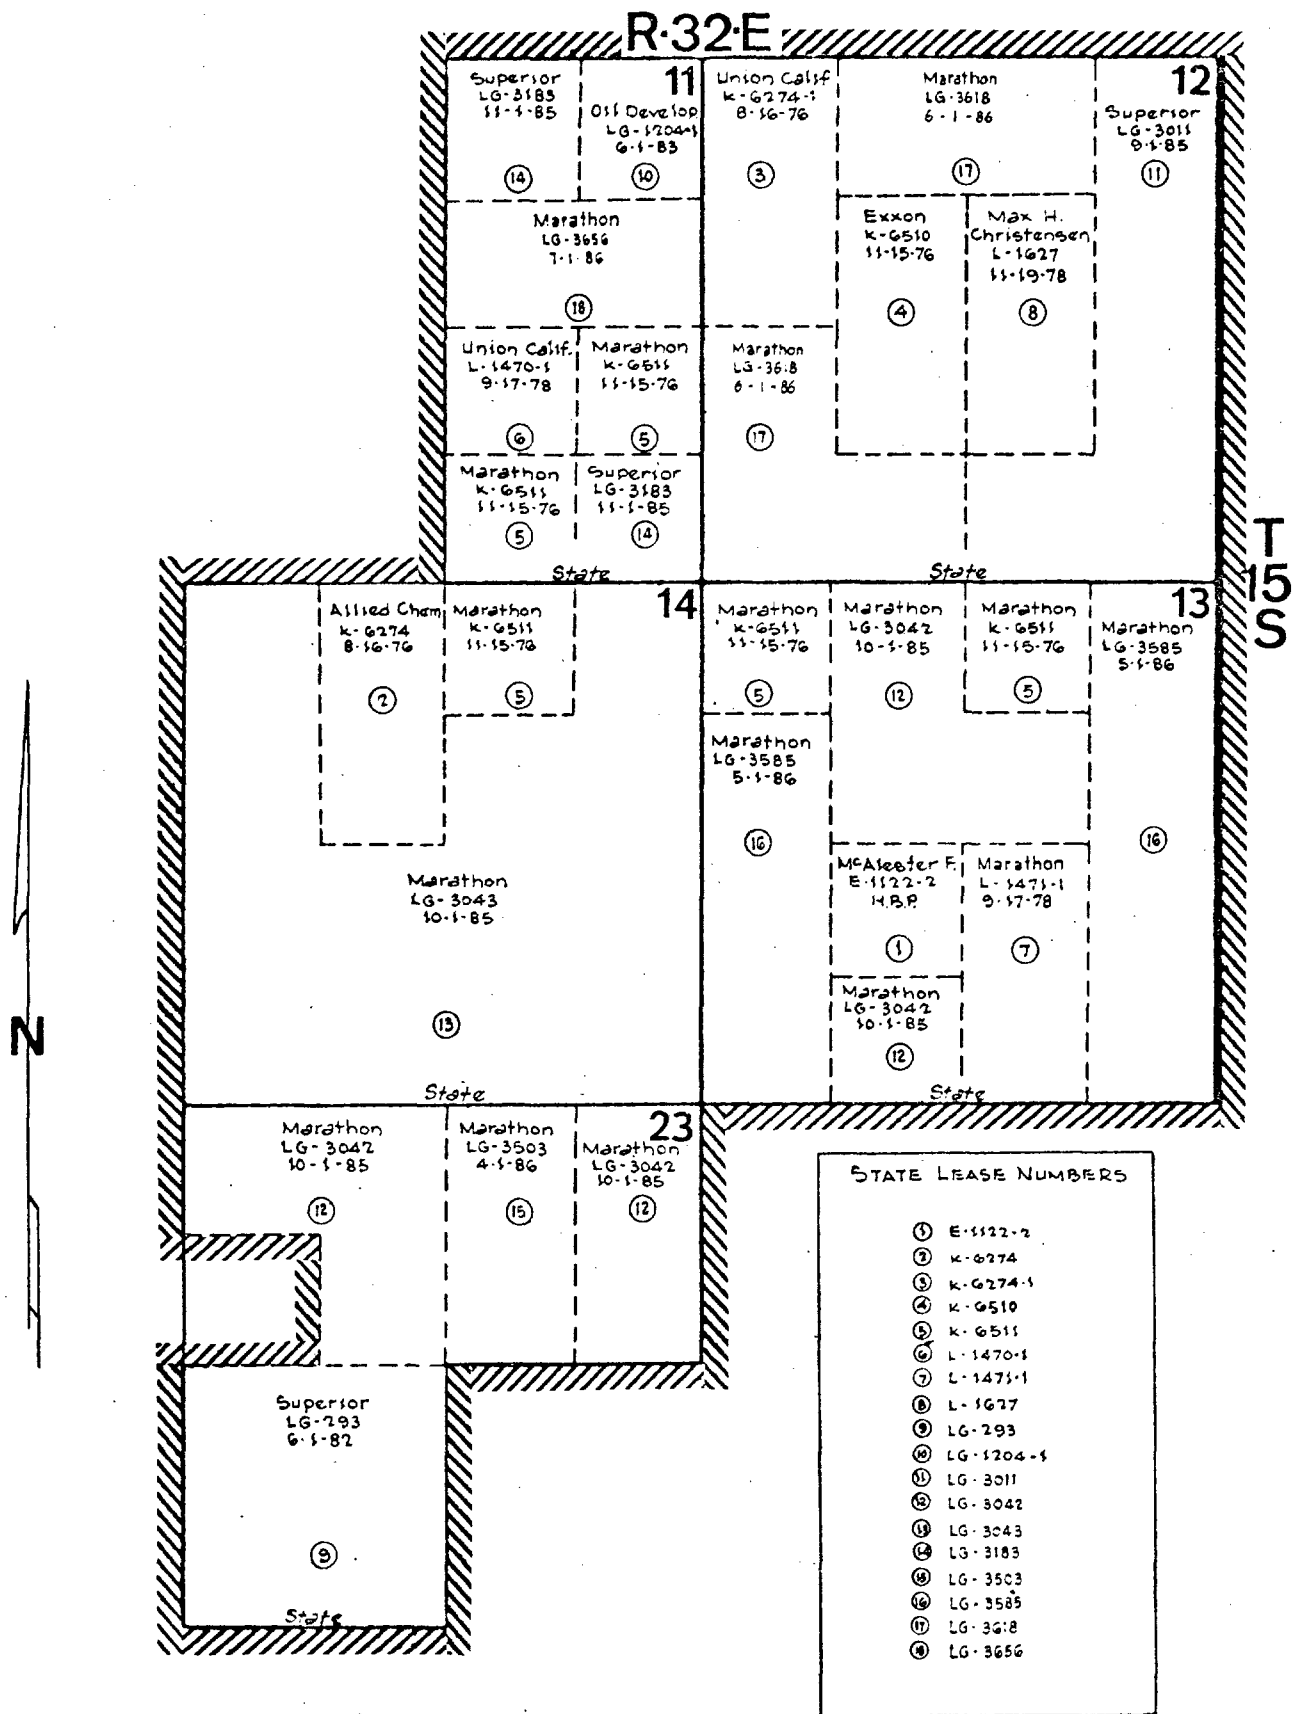 R-32-E
11
Superior
LG-3183
11-1-85
14
Oil Develop
LG-1204-1
6-1-83
10
Marathon
LG-3656
7-1-86
18
Union Calif.
L-1470-1
9-17-78
6
Marathon
K-6511
11-15-76
5
Marathon
K-6511
11-15-76
5
Superior
LG-3183
11-1-85
14
State
12
Union Calif
K-6274-1
8-16-76
3
Marathon
LG-3618
6-1-86
17
Superior
LG-3011
9-1-85
11
Exxon
K-6510
11-15-76
4
Max H.
Christensen
L-1627
11-19-78
8
Marathon
LG-3618
6-1-86
17
State
T
15
S
14
Allied Chem
K-6274
8-16-76
2
Marathon
K-6511
11-15-76
5
Marathon
LG-3043
10-1-85
13
State
13
Marathon
K-6511
11-15-76
5
Marathon
LG-3042
10-1-85
12
Marathon
K-6511
11-15-76
5
Marathon
LG-3585
5-1-86
16
Marathon
LG-3585
5-1-86
16
McAlester F.
E-1122-2
H.B.P.
1
Marathon
L-1471-1
9-17-78
7
Marathon
LG-3042
10-1-85
12
State
N
23
Marathon
LG-3042
10-1-85
12
Marathon
LG-3503
4-1-86
15
Marathon
LG-3042
10-1-85
12
Superior
LG-293
6-1-82
9
State
STATE LEASE NUMBERS
1 E-1122-2
2 K-6274
3 K-6274-1
4 K-6510
5 K-6511
6 L-1470-1
7 L-1471-1
8 L-1627
9 LG-293
10 LG-1204-1
11 LG-3011
12 LG-3042
13 LG-3043
14 LG-3183
15 LG-3503
16 LG-3585
17 LG-3618
18 LG-3656